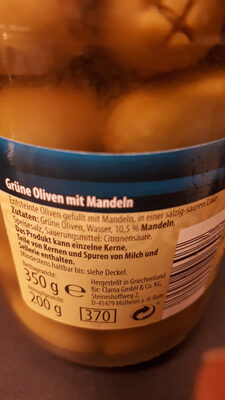 Grüne Oliven mit Mandeln
Entsteinte Oliven gefüllt mit Mandeln, in einer salzig-sauren Lake.
Zutaten: Grüne Oliven, Wasser, 10,5 % Mandeln,
Speisesalz, Säuerungsmittel: Citronensäure.
Das Produkt kann einzelne Kerne,
Teile von Kernen und Spuren von Milch und
Sellerie enthalten.
Mindestens haltbar bis: siehe Deckel.
350 g e
200 g
370
Hergestellt in Griechenland
für: Clama GmbH & Co. KG,
Steineshoffweg 2,
D-45479 Mülheim a. d. Ruhr